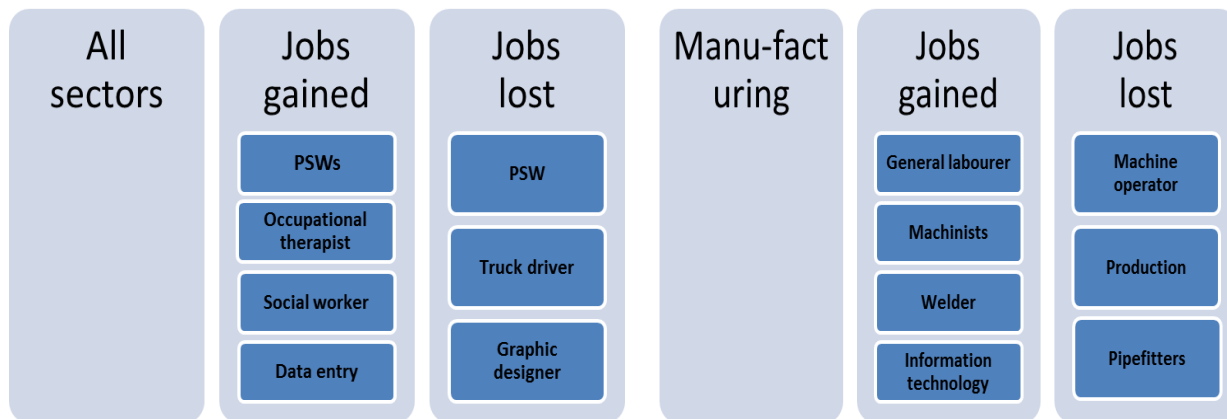 All
sectors
Jobs
gained
PSWs
Occupational
therapist
Social worker
Data entry
Jobs
lost
PSW
Truck driver
Graphic
designer
Manu-fact
uring
Jobs
gained
General labourer
Machinists
Welder
Information
technology
Jobs
lost
Machine
operator
Production
Pipefitters